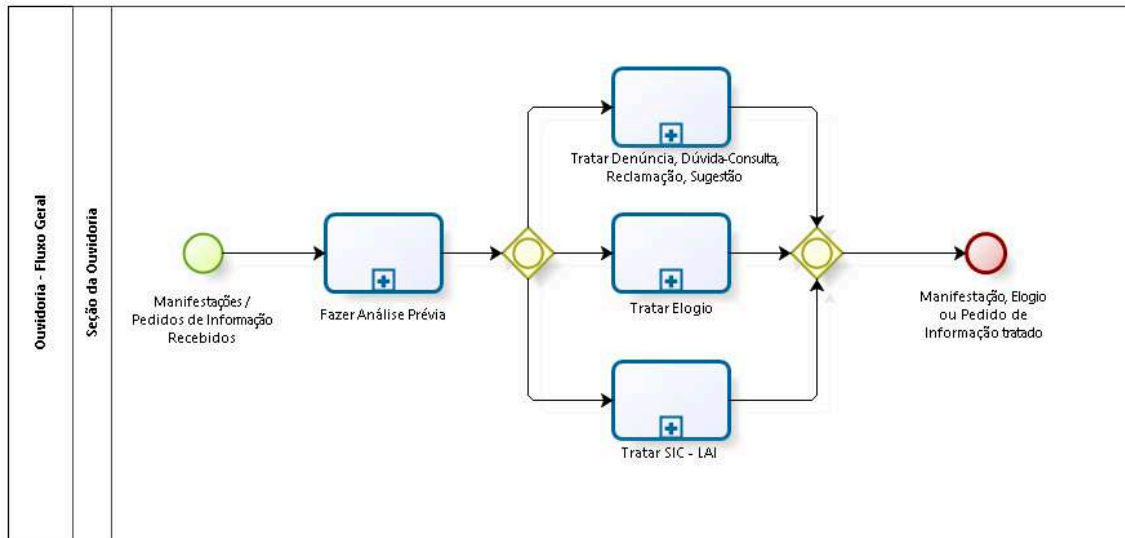 Ouvidoria - Fluxo Geral
Seção da Ouvidoria
Manifestações /
Pedidos de Informação
Recebidos
Fazer Análise Prévia
Tratar Denúncia, Dúvida-Consulta,
Reclamação, Sugestão
Tratar Elogio
Tratar SIC - LAI
Manifestação, Elogio
ou Pedido de
Informação tratado